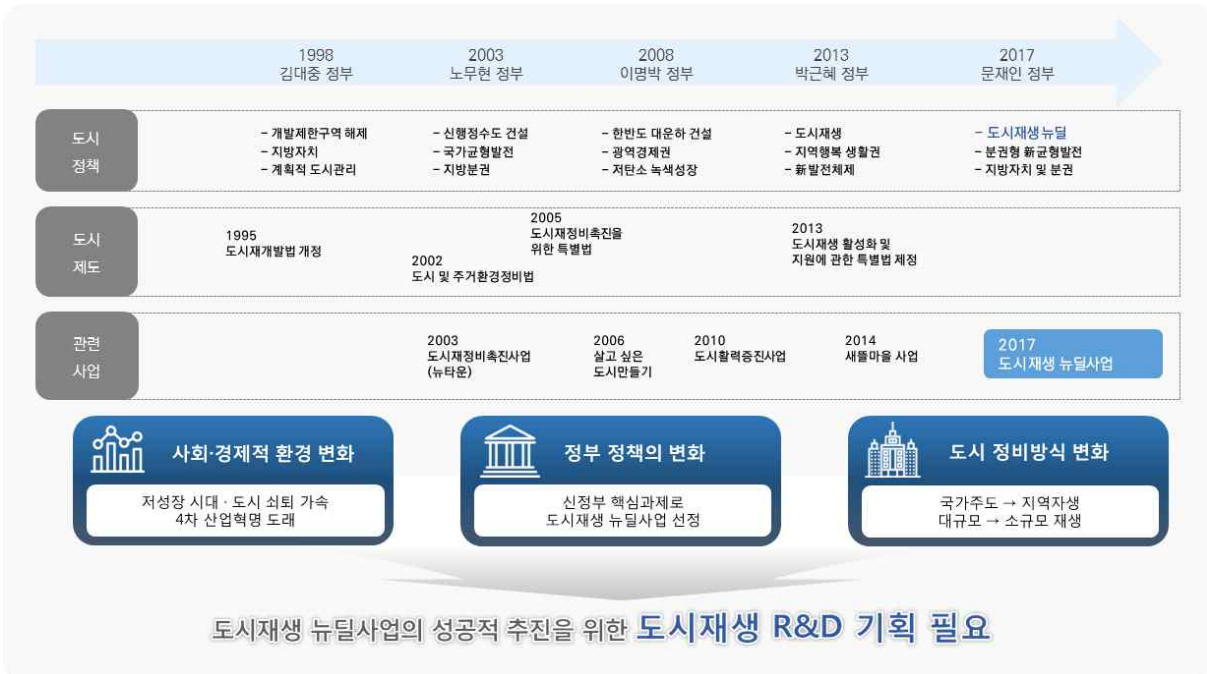 1998
김대중 정부
2003
노무현 정부
2008
이명박 정부
2013
박근혜 정부
2017
문재인 정부
도시
정책
- 개발제한구역 해제
- 지방자치
- 계획적 도시관리
- 신행정수도 건설
- 국가균형발전
- 지방분권
- 한반도 대운하 건설
- 광역경제권
- 저탄소 녹색성장
- 도시재생
- 지역행복 생활권
- 新발전체제
- 도시재생 뉴딜
- 분권형 新균형발전
- 지방자치 및 분권
도시
제도
1995
도시재개발법 개정
2002
도시 및 주거환경정비법
2005
도시재정비촉진을
위한 특별법
2013
도시재생 활성화 및
지원에 관한 특별법 제정
관련
사업
2003
도시재정비촉진사업
(뉴타운)
2006
살고 싶은
도시만들기
2010
도시활력증진사업
2014
새뜰마을 사업
2017
도시재생 뉴딜사업
사회·경제적 환경 변화
저성장 시대 · 도시 쇠퇴 가속
4차 산업혁명 도래
정부 정책의 변화
신정부 핵심과제로
도시재생 뉴딜사업 선정
도시 정비방식 변화
국가주도 → 지역자생
대규모 → 소규모 재생
도시재생 뉴딜사업의 성공적 추진을 위한 도시재생 R&D 기획 필요